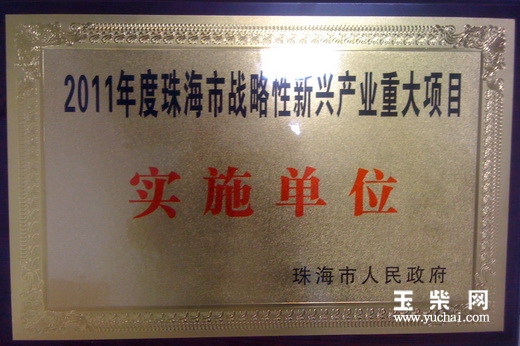 2011年度珠海市战略性新兴产业重大项目
实施单位
珠海市人民政府
玉柴网
www.yuchai.com